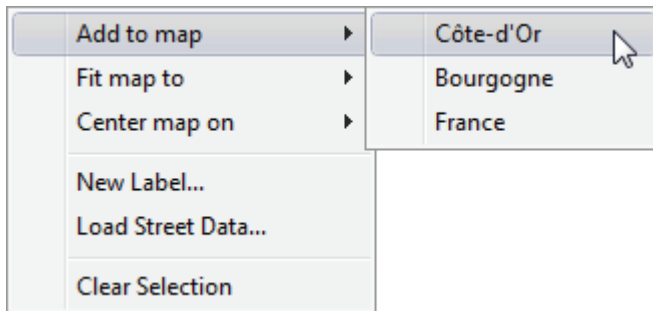 Add to map
Fit map to
Center map on
New Label...
Load Street Data...
Clear Selection
Côte-d'Or
Bourgogne
France